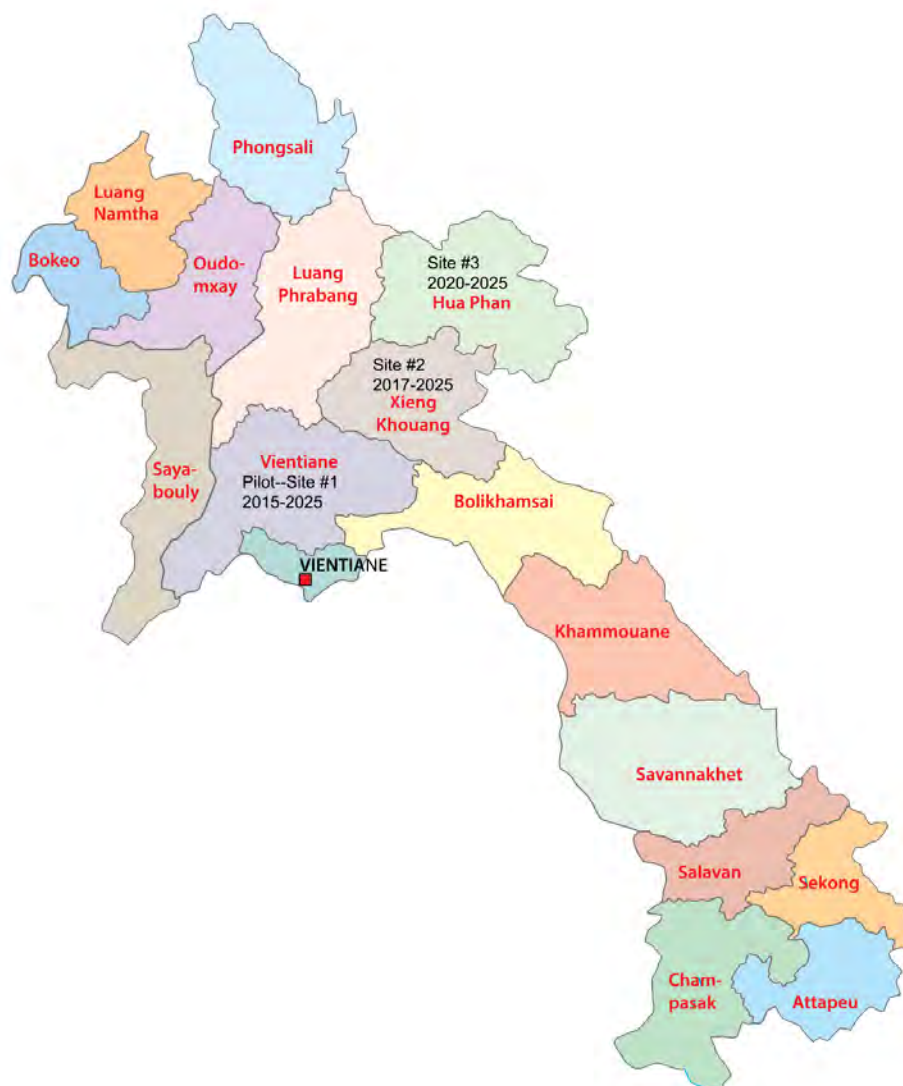 Phongsali
Luang
Namtha
Bokeo
Oudo-
mxay
Luang
Phrabang
Site #3
2020-2025
Hua Phan
Site #2
2017-2025
Xieng
Khouang
Saya-
bouly
Vientiane
Pilot--Site #1
2015-2025
Bolikhamsai
VIENTIANE
Khammouane
Savannakhet
Salavan
Sekong
Cham-
pasak
Attapeu